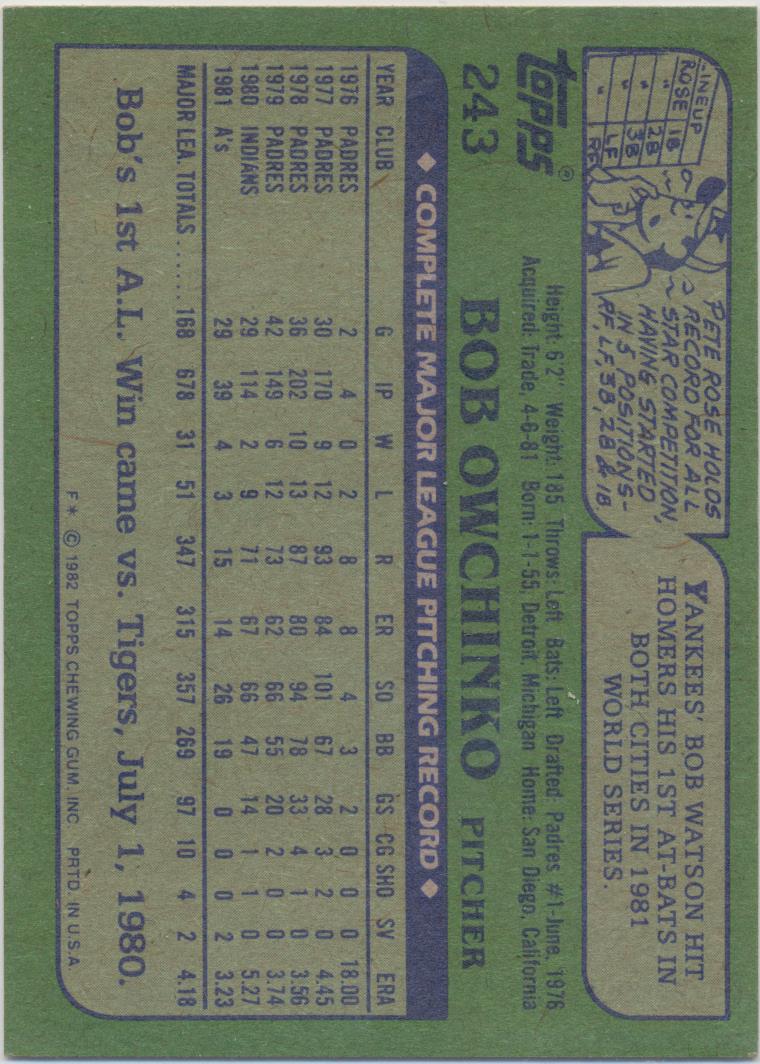 LINEUP
ROSE 1B
" 2B
" 3B
" LF
" RF
PETE ROSE HOLDS
RECORD FOR ALL
STAR COMPETITION,
HAVING STARTED
IN 5 POSITIONS-
RF, LF, 3B, 2B & 1B
YANKEES' BOB WATSON HIT
HOMERS HIS 1ST AT-BATS IN
BOTH CITIES IN 1981
WORLD SERIES.
topps®
Height: 6'2" Weight: 185 Throws: Left Bats: Left Drafted: Padres #1-June, 1976
Acquired: Trade, 4-6-81 Born: 1-1-55, Detroit, Michigan Home: San Diego, California
243 BOB OWCHINKO PITCHER
◆ COMPLETE MAJOR LEAGUE PITCHING RECORD ◆
YEAR CLUB G IP W L R ER SO BB GS CG SHO SV ERA
1976 PADRES 2 4 0 2 8 8 4 3 2 0 0 0 18.00
1977 PADRES 30 170 9 12 93 84 101 67 28 3 2 0 4.45
1978 PADRES 36 202 10 13 87 80 94 78 33 4 1 0 3.56
1979 PADRES 42 149 6 12 73 62 66 55 20 2 0 0 3.74
1980 INDIANS 29 114 2 9 71 67 66 47 14 1 1 0 5.27
1981 A's 29 39 4 3 15 14 26 19 0 0 0 2 3.23
MAJOR LEA. TOTALS ...... 168 678 31 51 347 315 357 269 97 10 4 2 4.18
Bob's 1st A.L. Win came vs. Tigers, July 1, 1980.
F* © 1982 TOPPS CHEWING GUM, INC. PRTD. IN U.S.A